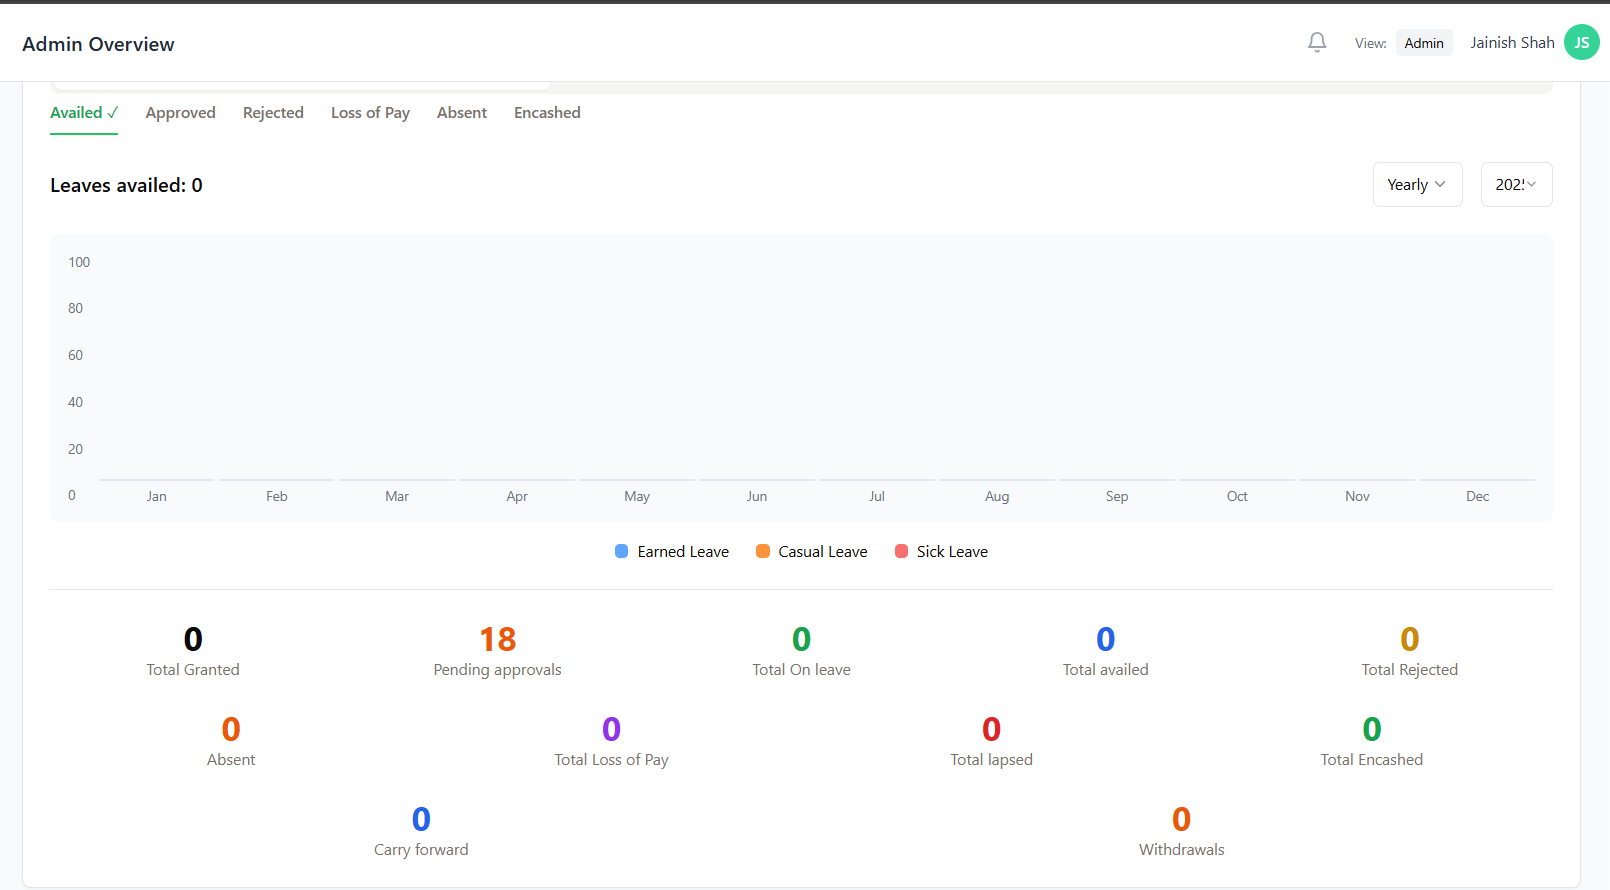 Admin Overview
View: Admin Jainish Shah JS
Availed ✓ Approved Rejected Loss of Pay Absent Encashed
Leaves availed: 0
Yearly
100
80
60
40
20
0
Jan Feb Mar Apr May Jun Jul Aug Sep Oct Nov Dec
Earned Leave Casual Leave Sick Leave
0 18 0 0 0
Total Granted Pending approvals Total On leave Total availed Total Rejected
0 0 0 0
Absent Total Loss of Pay Total lapsed Total Encashed
0 0
Carry forward Withdrawals